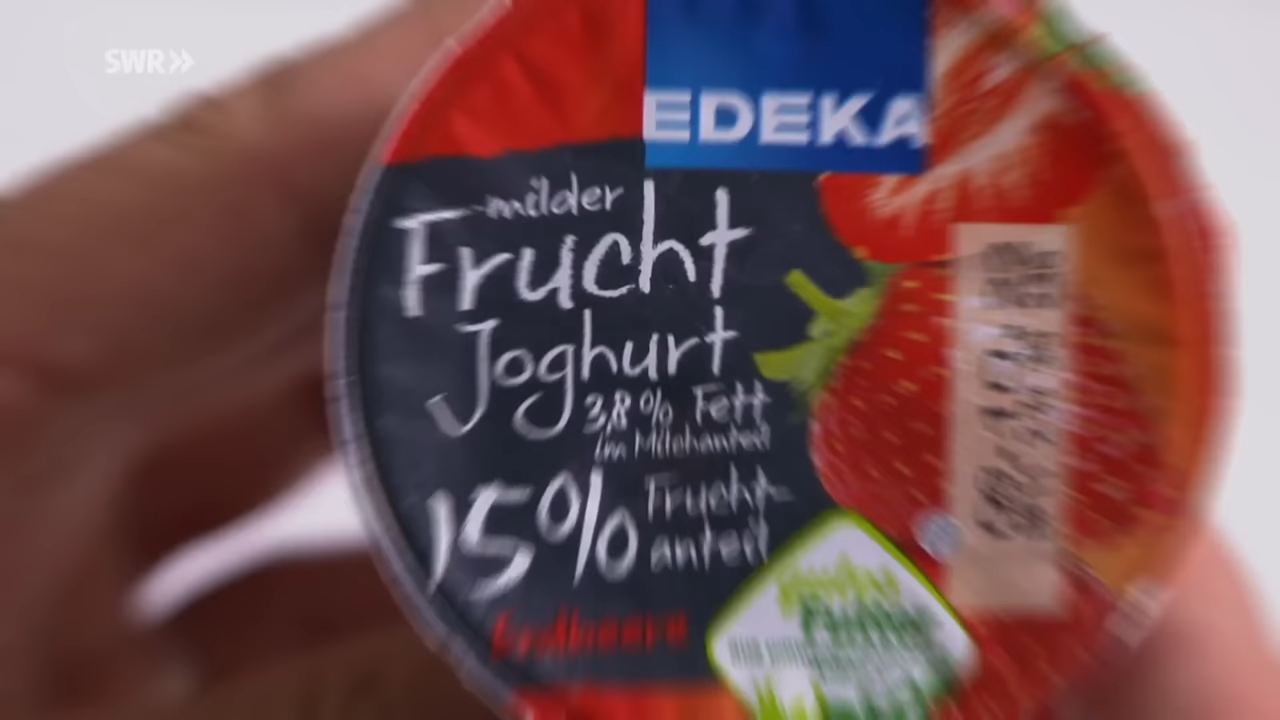 SWR
EDEKA
milder
Frucht
Joghurt
3,8% Fett
im Milchanteil
15% Frucht-
anteil
Erdbeere